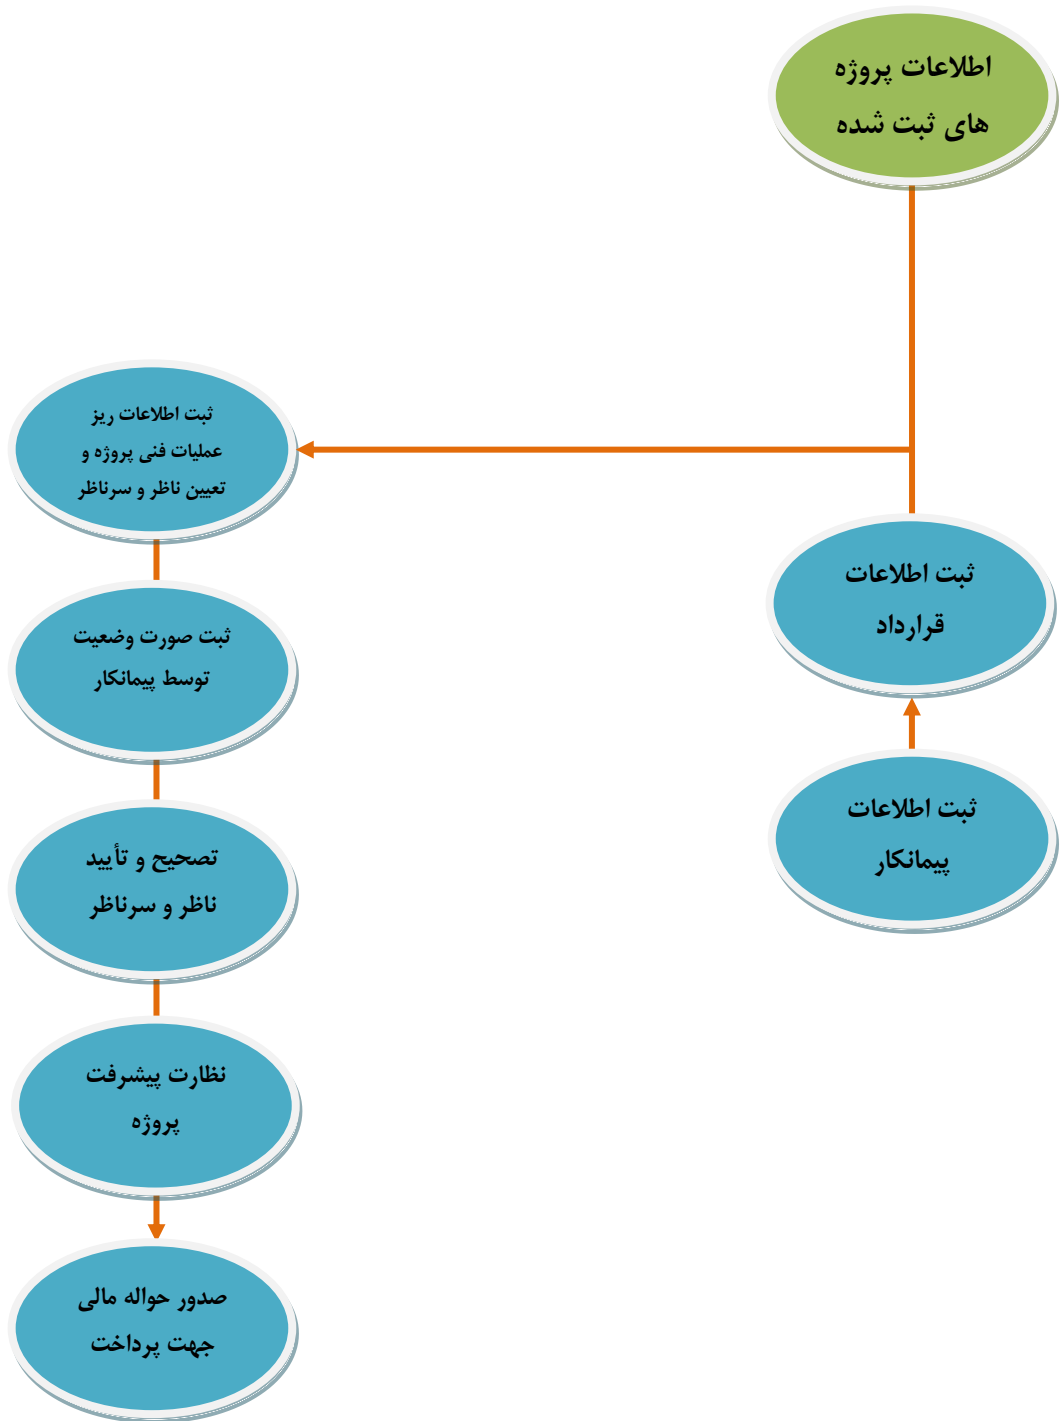 اطلاعات پروژه
های ثبت شده
ثبت اطلاعات
قرارداد
ثبت اطلاعات
پیمانکار
ثبت اطلاعات ریز
عملیات فنی پروژه و
تعیین ناظر و سرناظر
ثبت صورت وضعیت
توسط پیمانکار
تصحیح و تأیید
ناظر و سرناظر
نظارت پیشرفت
پروژه
صدور حواله مالی
جهت پرداخت